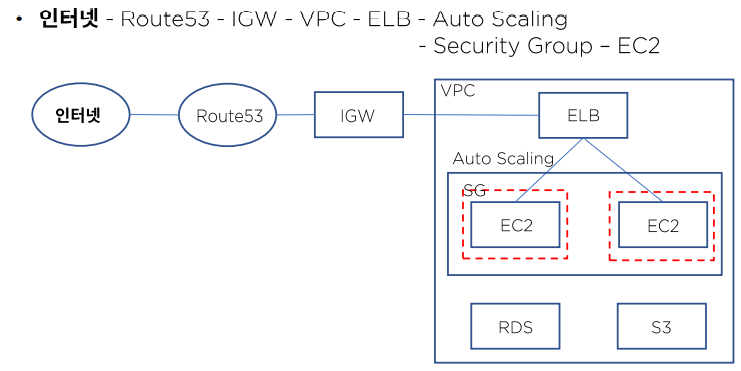 • 인터넷 - Route53 - IGW - VPC - ELB - Auto Scaling
- Security Group – EC2
VPC
인터넷
Route53
IGW
ELB
Auto Scaling
SG
EC2
EC2
RDS
S3